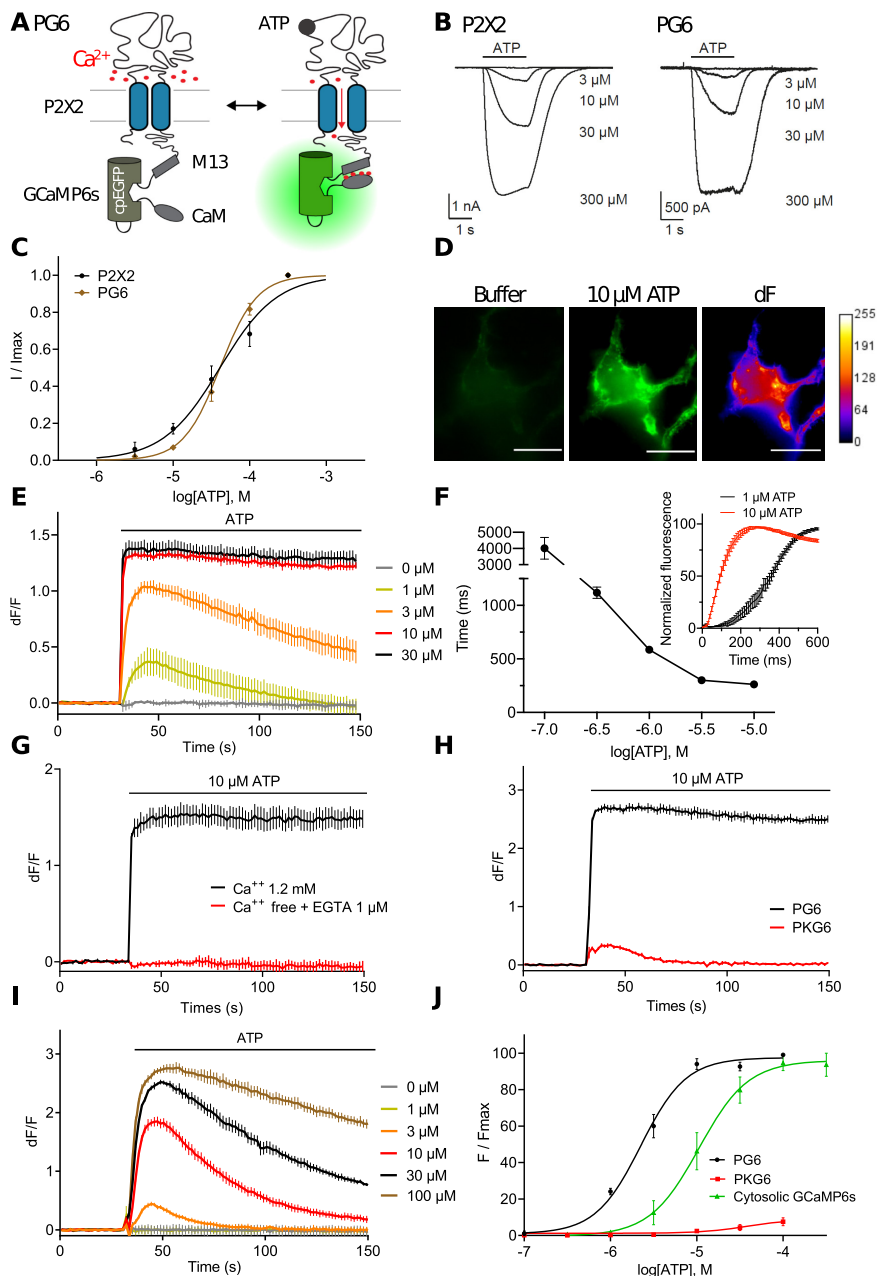 A PG6 ATP
Ca2+
P2X2
M13
GCaMP6s cpEGFP
CaM
B P2X2 PG6
ATP ATP
3 µM 3 µM
10 µM 10 µM
30 µM 30 µM
1 nA 300 µM 500 pA 300 µM
1 s 1 s
C
P2X2
PG6
1.0
0.8
0.6
0.4
0.2
0.0
I / Imax
-6 -5 -4 -3
log[ATP], M
D
Buffer 10 µM ATP dF
255
191
128
64
0
E
ATP
1.5
1.0
0.5
0.0
dF/F
0 µM
1 µM
3 µM
10 µM
30 µM
0 50 100 150
Time (s)
F
5000
4000
3000
1000
500
0
Time (ms)
-7.0 -6.5 -6.0 -5.5 -5.0
log[ATP], M
1 µM ATP
10 µM ATP
Normalized fluorescence
100
75
50
25
0
0 200 400 600
Time (ms)
G
10 µM ATP
2
1
0
dF/F
Ca++ 1.2 mM
Ca++ free + EGTA 1 µM
0 50 100 150
Times (s)
H
10 µM ATP
3
2
1
0
dF/F
PG6
PKG6
0 50 100 150
Times (s)
I
ATP
3
2
1
0
dF/F
0 µM
1 µM
3 µM
10 µM
30 µM
100 µM
0 50 100 150
Time (s)
J
100
80
60
40
20
0
F / Fmax
PG6
PKG6
Cytosolic GCaMP6s
-7 -6 -5 -4
log[ATP], M